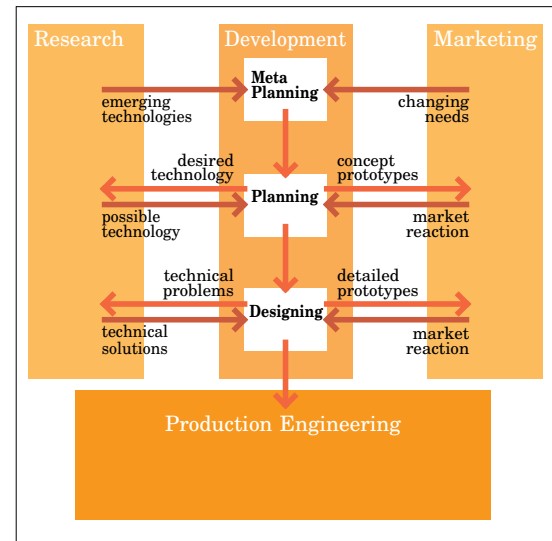 Research
Development
Marketing
Meta
Planning
emerging
technologies
changing
needs
desired
technology
concept
prototypes
Planning
possible
technology
market
reaction
technical
problems
detailed
prototypes
Designing
technical
solutions
market
reaction
Production Engineering